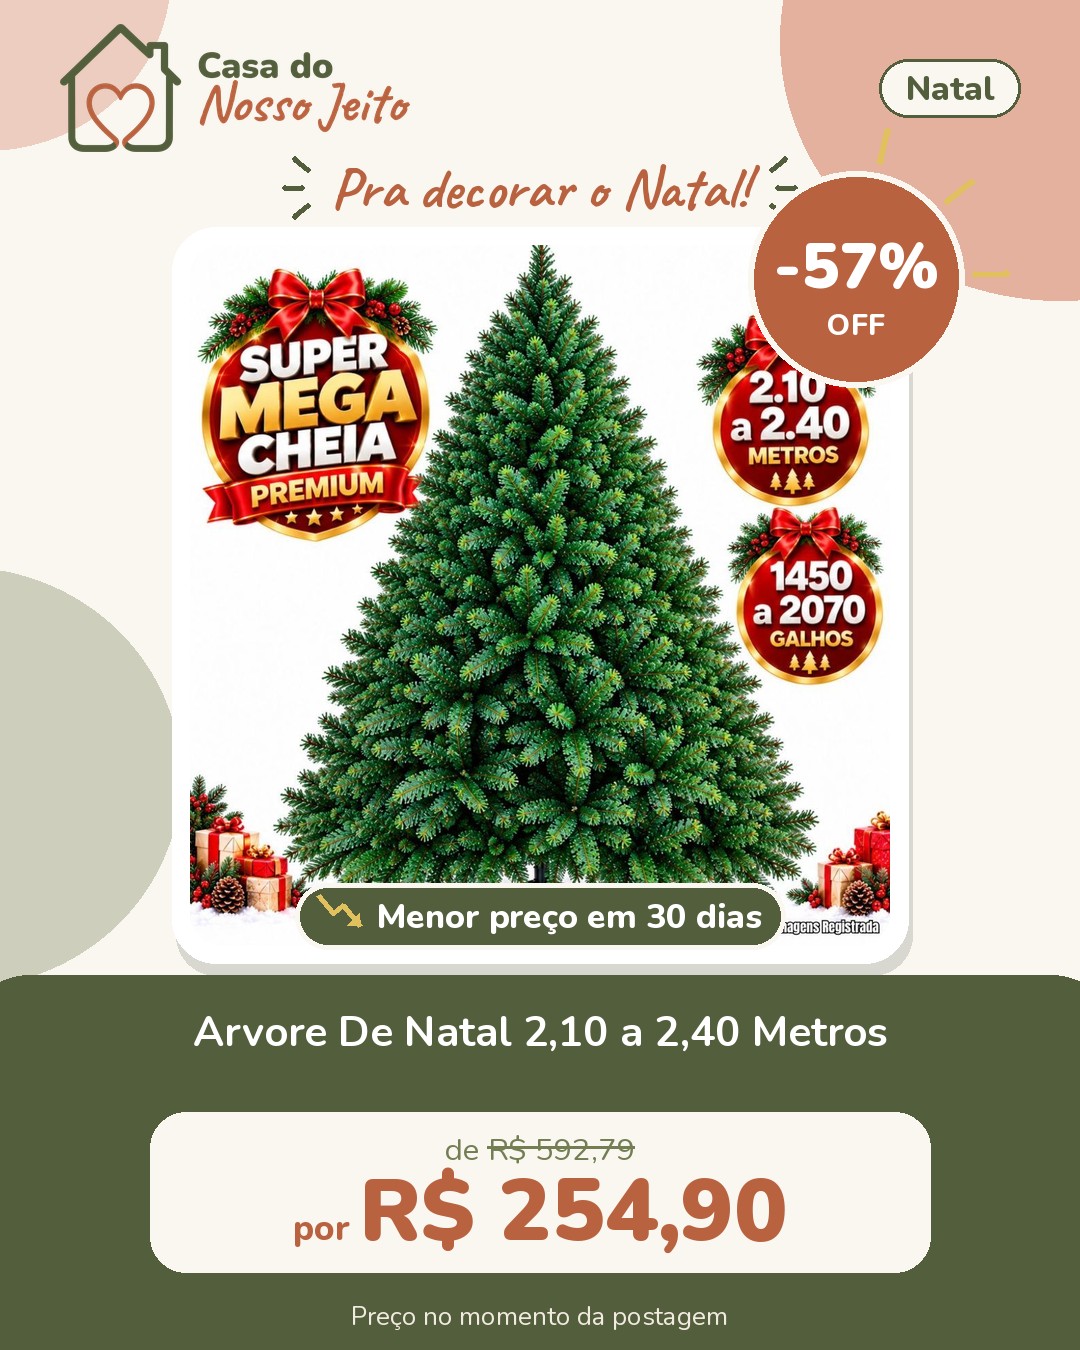 Casa do
Nosso Jeito
Natal
Pra decorar o Natal!
-57%
OFF
SUPER
MEGA
CHEIA
PREMIUM
2.10
a 2.40
METROS
1450
a 2070
GALHOS
Menor preço em 30 dias
Registrada
Arvore De Natal 2,10 a 2,40 Metros
de R$ 592,79
por R$ 254,90
Preço no momento da postagem